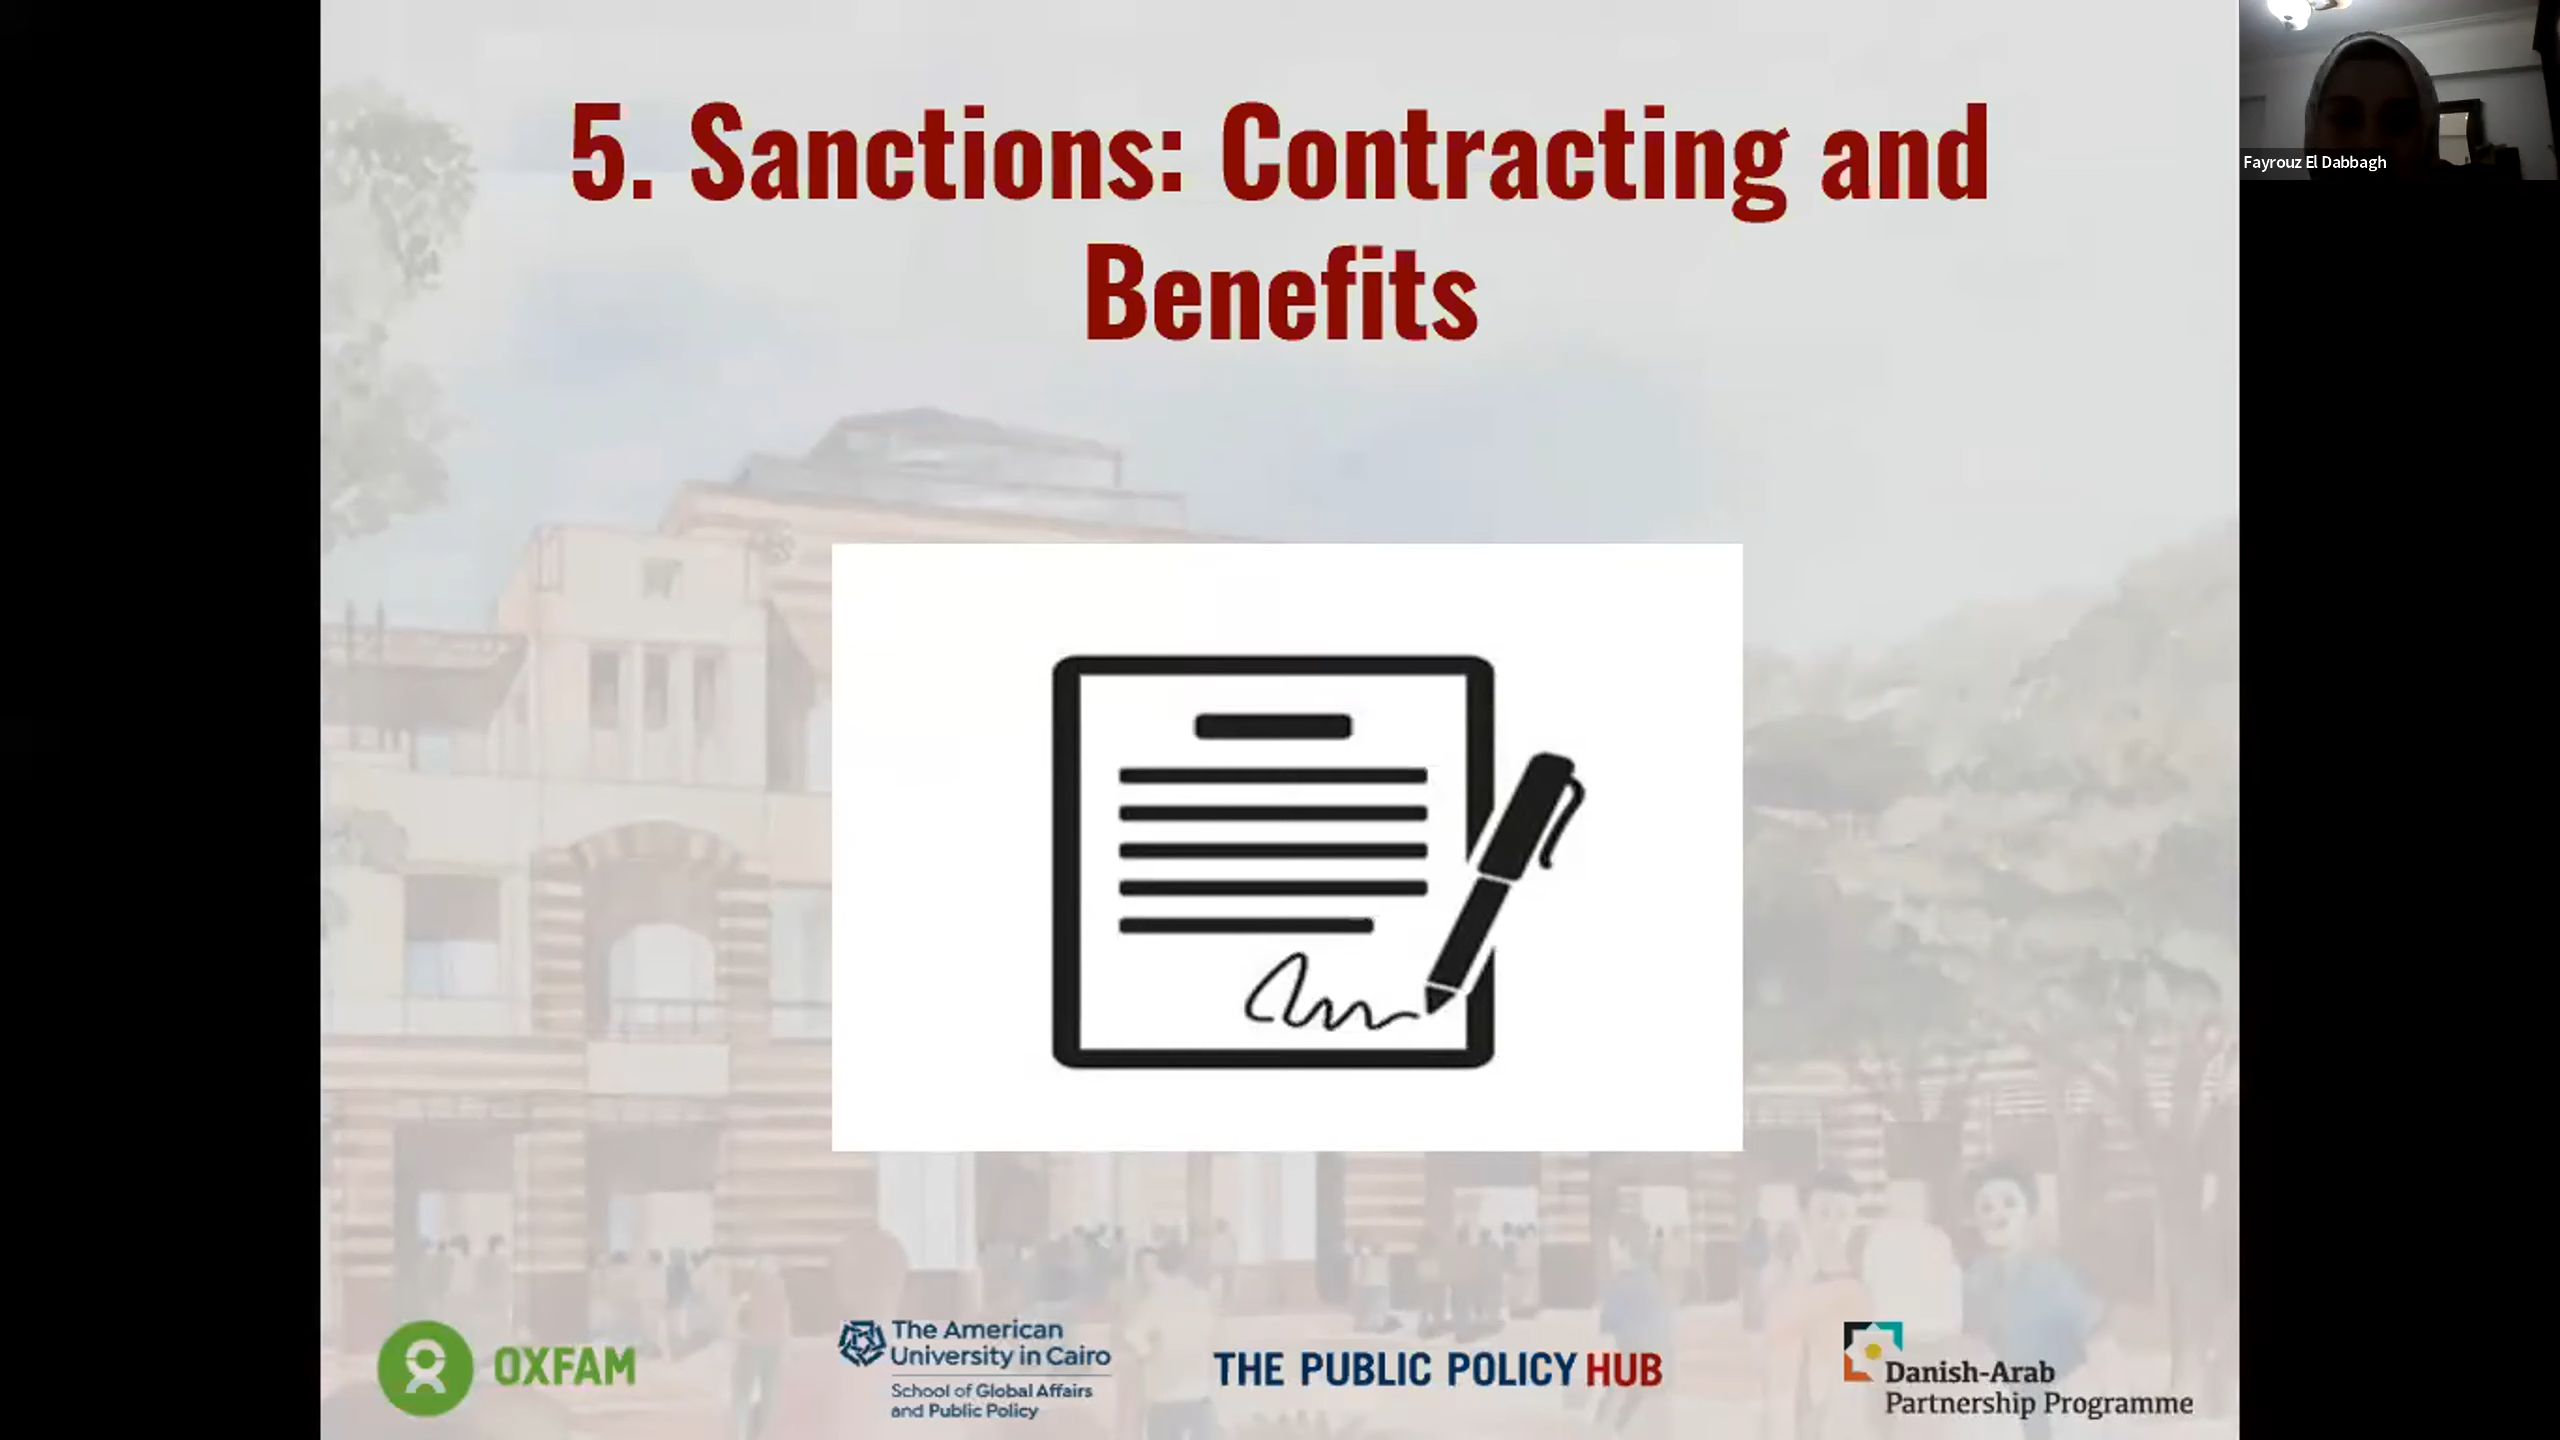 5. Sanctions: Contracting and
Benefits
Fayrouz El Dabbagh
OXFAM
The American
University in Cairo
School of Global Affairs
and Public Policy
THE PUBLIC POLICY HUB
Danish-Arab
Partnership Programme